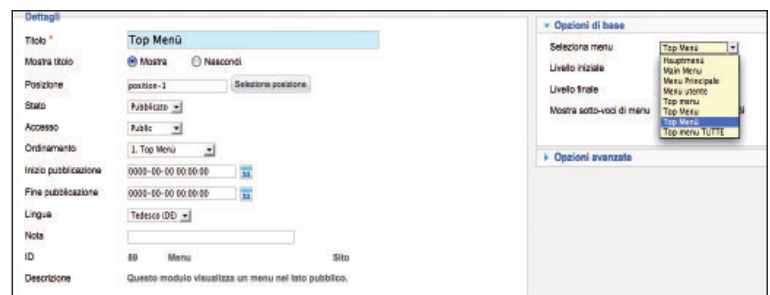 Dettagli
Titolo * Top Menü
Mostra titolo Mostra Nascondi
Posizione position-1 Seleziona posizione
Stato Pubblicato
Accesso Public
Ordinamento 1. Top Menü
Inizio pubblicazione 0000-00-00 00:00:00 23
Fine pubblicazione 0000-00-00 00:00:00 23
Lingua Tedesco (DE)
Nota
ID 89 Menu Sito
Descrizione Questo modulo visualizza un menu nel lato pubblico.
Opzioni di base
Seleziona menu Top Menü
Hauptmenü
Main Menu
Menu Principale
Menu utente
Top menu
Top Menu
Top Menü
Top menu TUTTE
Livello iniziale
Livello finale
Mostra sotto-voci di menu
Opzioni avanzate